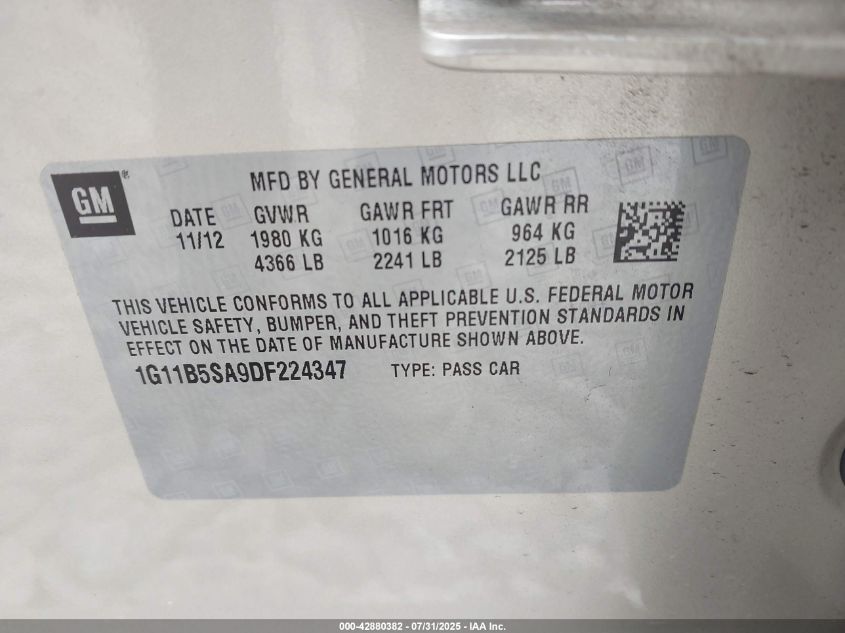 GM
MFD BY GENERAL MOTORS LLC
DATE GVWR GAWR FRT GAWR RR
11/12 1980 KG 1016 KG 964 KG
4366 LB 2241 LB 2125 LB
THIS VEHICLE CONFORMS TO ALL APPLICABLE U.S. FEDERAL MOTOR
VEHICLE SAFETY, BUMPER, AND THEFT PREVENTION STANDARDS IN
EFFECT ON THE DATE OF MANUFACTURE SHOWN ABOVE.
1G11B5SA9DF224347 TYPE: PASS CAR
000-42880382 - 07/31/2025 - IAA Inc.